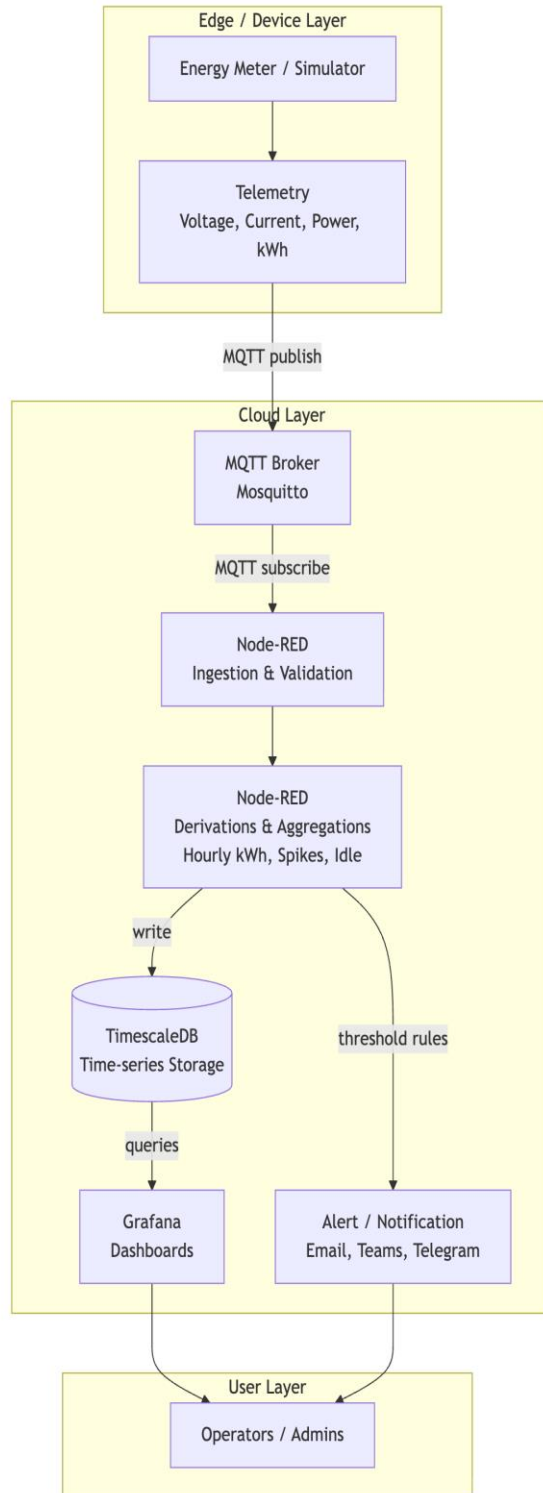 Edge / Device Layer
Energy Meter / Simulator
Telemetry
Voltage, Current, Power,
kWh
MQTT publish
Cloud Layer
MQTT Broker
Mosquitto
MQTT subscribe
Node-RED
Ingestion & Validation
Node-RED
Derivations & Aggregations
Hourly kWh, Spikes, Idle
write
threshold rules
TimescaleDB
Time-series Storage
queries
Grafana
Dashboards
Alert / Notification
Email, Teams, Telegram
User Layer
Operators / Admins